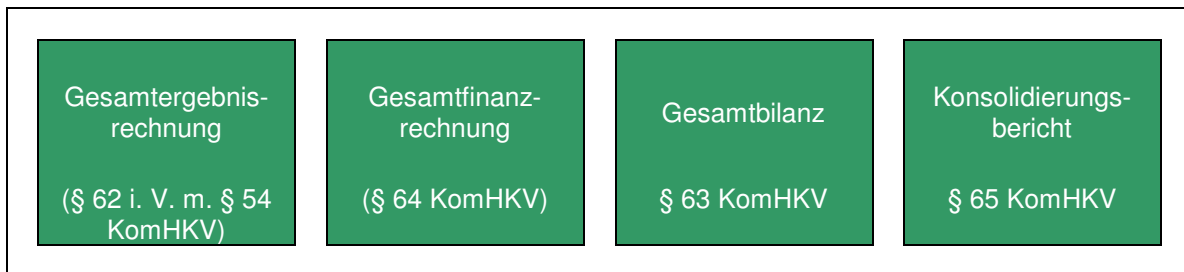 Gesamtergebnis-
rechnung
(§ 62 i. V. m. § 54
KomHKV)
Gesamtfinanz-
rechnung
(§ 64 KomHKV)
Gesamtbilanz
§ 63 KomHKV
Konsolidierungs-
bericht
§ 65 KomHKV